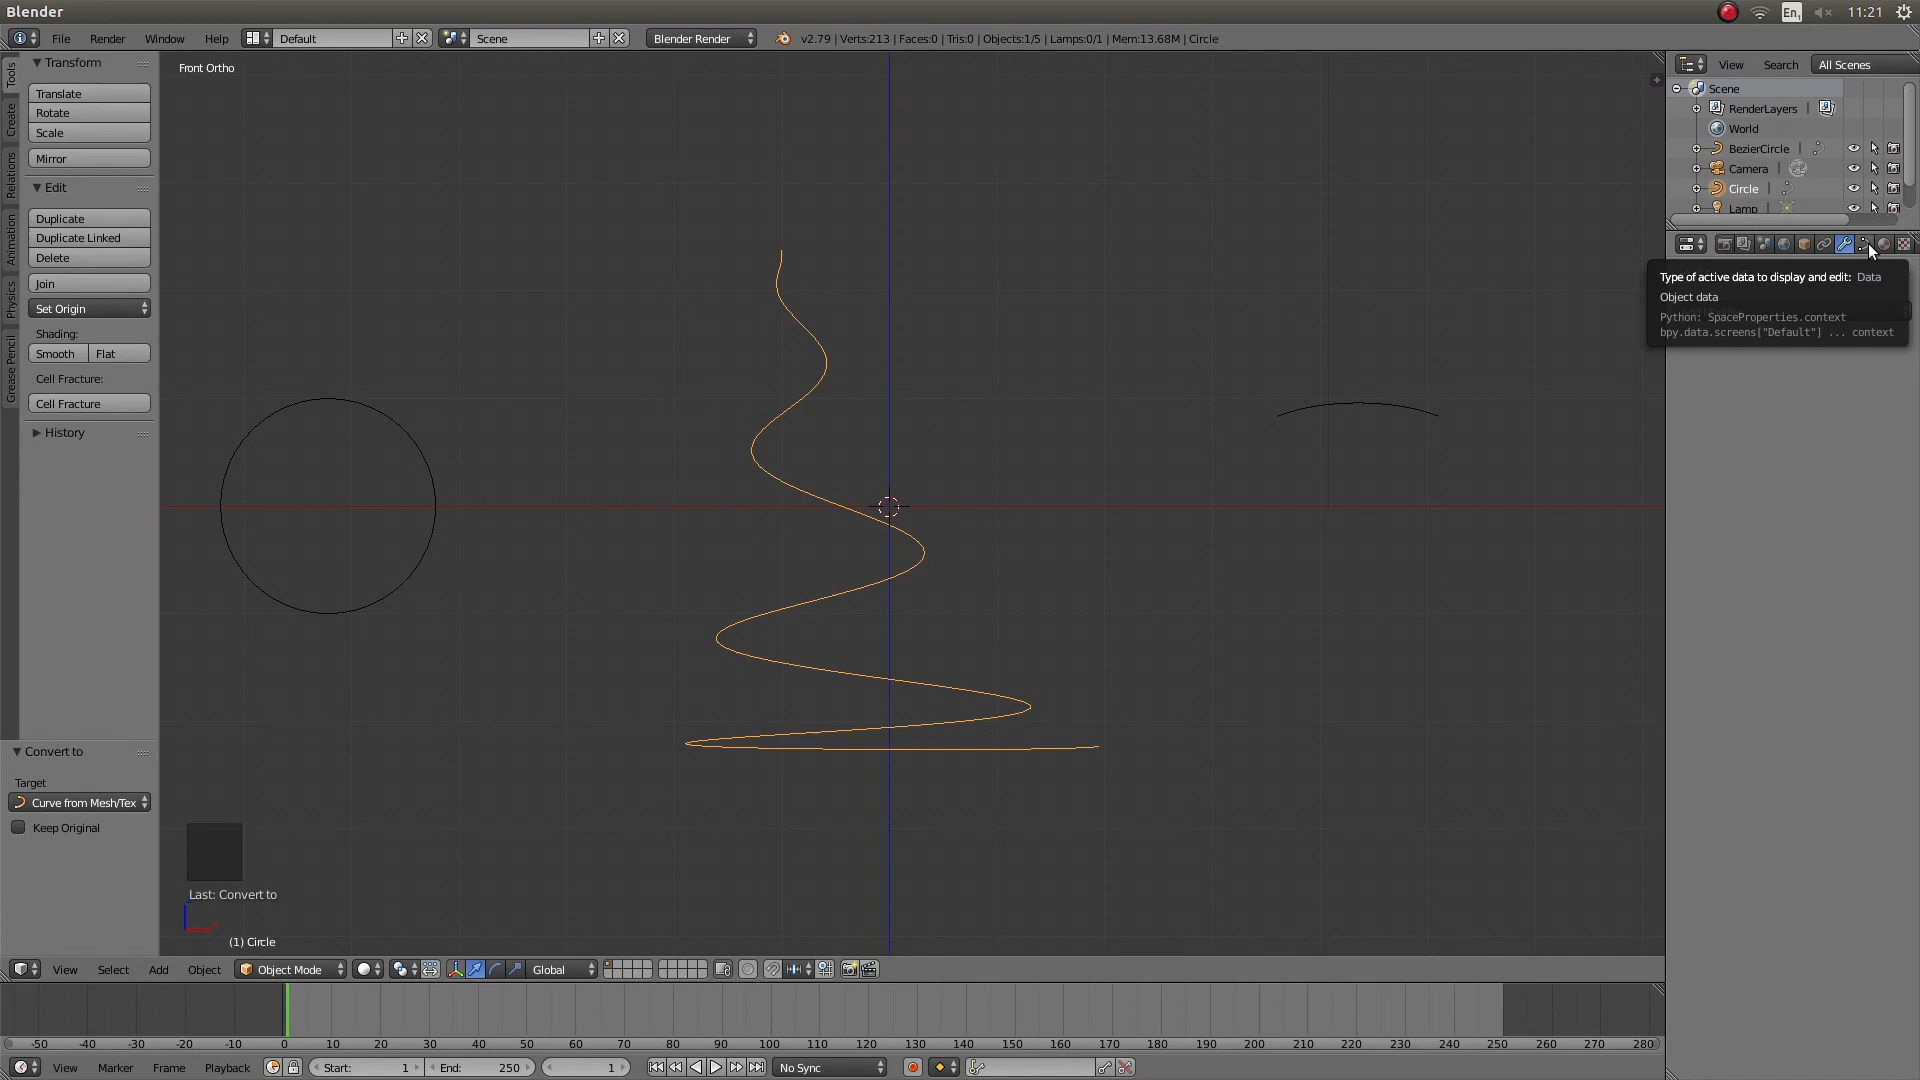 Blender
En1
11:21
File
Render
Window
Help
Default
Scene
Blender Render
v2.79 | Verts:213 | Faces:0 | Tris:0 | Objects:1/5 | Lamps:0/1 | Mem:13.68M | Circle
Tools
Create
Relations
Animation
Physics
Grease Pencil
Transform
Translate
Rotate
Scale
Mirror
Edit
Duplicate
Duplicate Linked
Delete
Join
Set Origin
Shading:
Smooth
Flat
Cell Fracture:
Cell Fracture
History
Convert to
Target
Curve from Mesh/Tex
Keep Original
Front Ortho
Last: Convert to
(1) Circle
View
Search
All Scenes
Scene
RenderLayers
World
BezierCircle
Camera
Circle
Lamp
Type of active data to display and edit: Data
Object data
Python: SpaceProperties.context
bpy.data.screens["Default"] ... context
View
Select
Add
Object
Object Mode
Global
-50 -40 -30 -20 -10 0 10 20 30 40 50 60 70 80 90 100 110 120 130 140 150 160 170 180 190 200 210 220 230 240 250 260 270 280
View
Marker
Frame
Playback
Start: 1
End: 250
1
No Sync